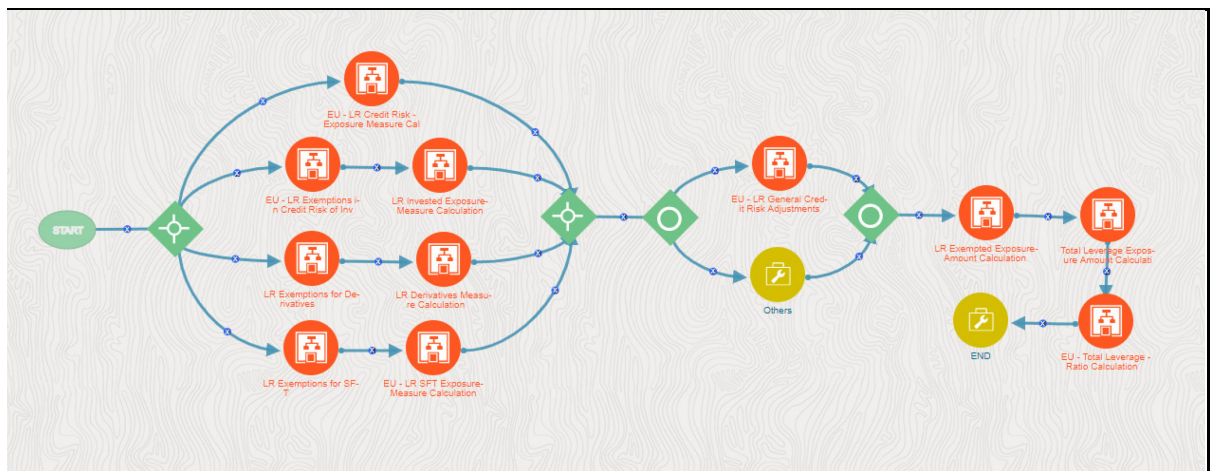 EU - LR Credit Risk -
Exposure Measure Cal
EU - LR Exemptions i-
n Credit Risk of Inv
LR Invested Exposure-
Measure Calculation
START
LR Exemptions for De-
rivatives
LR Derivatives Measu-
re Calculation
LR Exemptions for SF-
T
EU - LR SFT Exposure-
Measure Calculation
EU - LR General Cred-
it Risk Adjustments
Others
LR Exempted Exposure-
Amount Calculation
Total Leverage Expos-
ure Amount Calculati
END
EU - Total Leverage -
Ratio Calculation